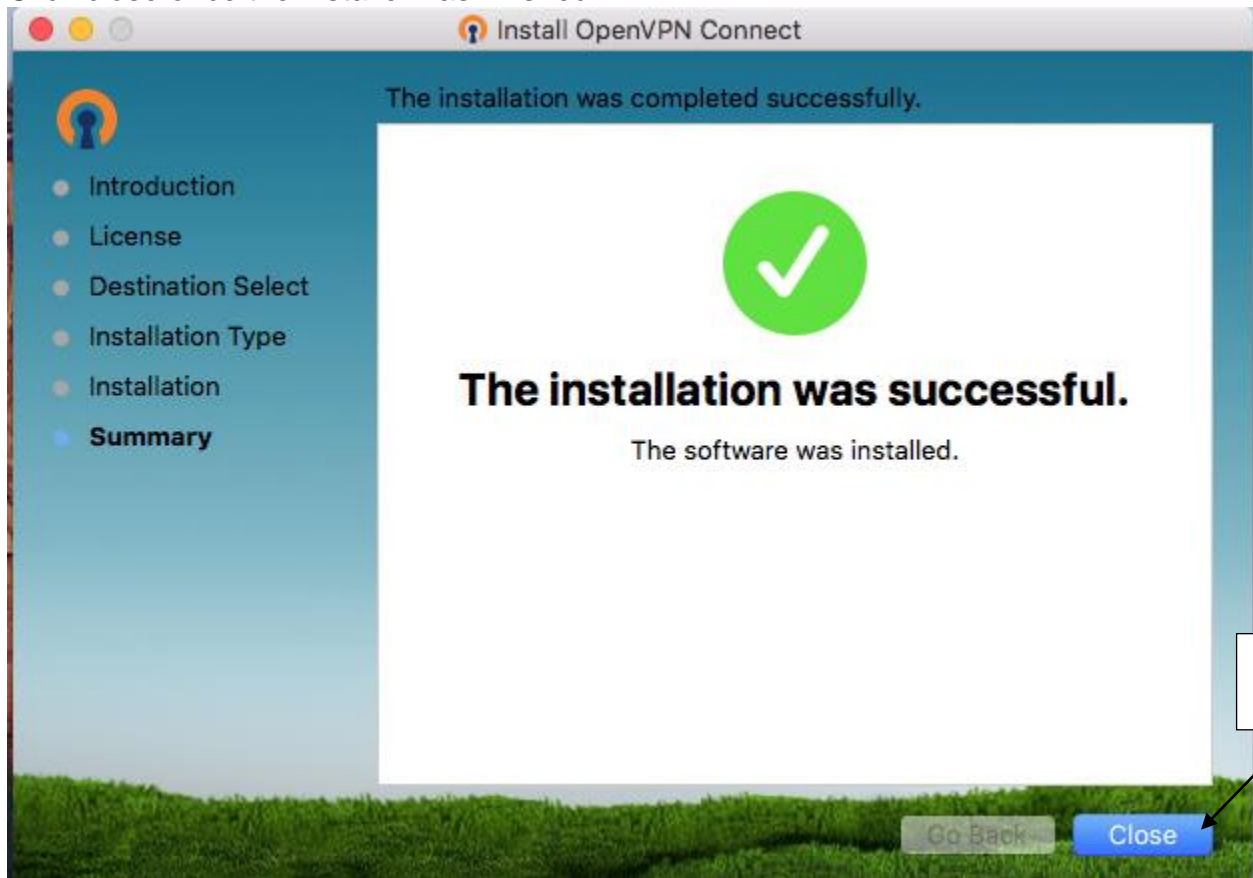 Install OpenVPN Connect
The installation was completed successfully.
Introduction
License
Destination Select
Installation Type
Installation
Summary
The installation was successful.
The software was installed.
Go Back
Close